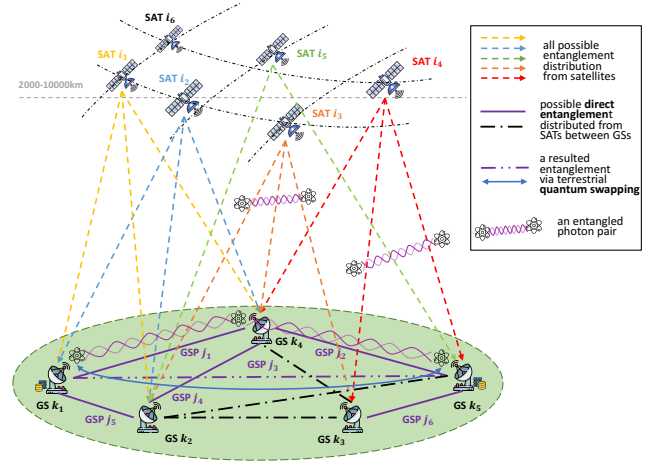 SAT i₆
SAT i₁
SAT i₂
SAT i₅
SAT i₄
2000-10000km
SAT i₃
all possible
entanglement
distribution
from satellites
possible direct
entanglement
distributed from
SATs between GSs
a resulted
entanglement
via terrestrial
quantum swapping
an entangled
photon pair
GS k₄
GSP j₁
GSP j₃
GSP j₂
GS k₁
GSP j₄
GS k₅
GSP j₅
GS k₂
GS k₃
GSP j₆